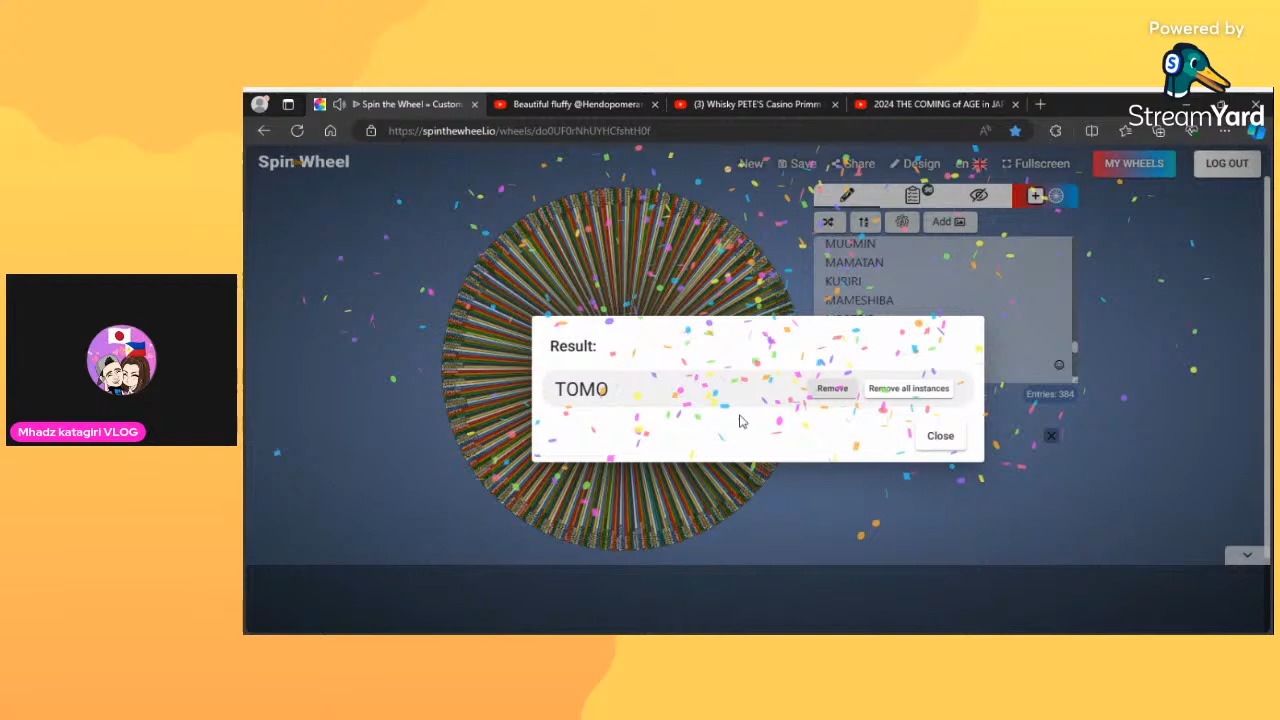 Powered by
StreamYard
Spin the Wheel = Custom
Beautiful fluffy @Hendopomera
(3) Whisky PETE'S Casino Primm
2024 THE COMING of AGE in JAP
https://spinthewheel.io/wheels/do0UF0rNhUYHCfshtH0f
Spin Wheel
New
Save
Share
Design
en
Fullscreen
MY WHEELS
LOG OUT
Add
MUUMIN
MAMATAN
KURIRI
MAMESHIBA
Result:
TOMO
Remove
Remove all instances
Entries: 384
Close
Mhadz katagiri VLOG